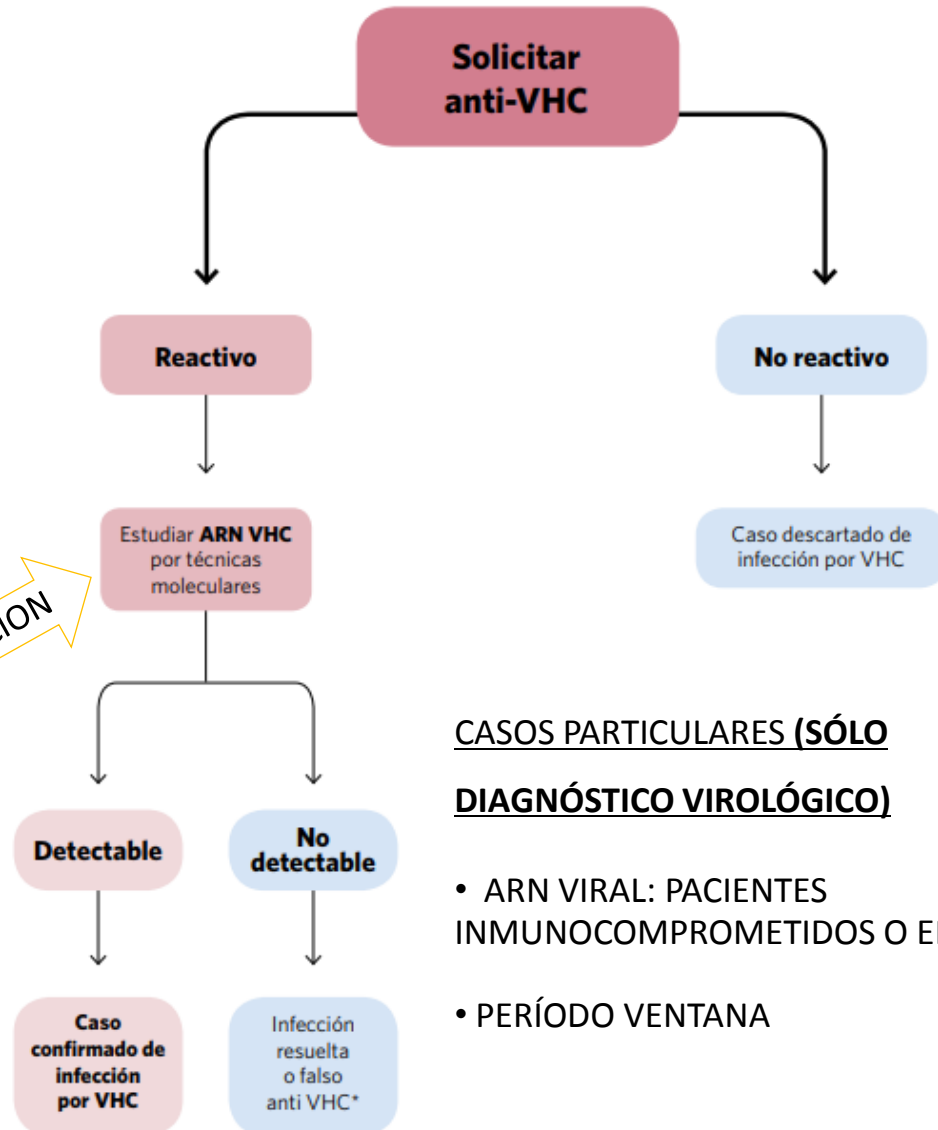 Solicitar
anti-VHC
Reactivo
No reactivo
Estudiar ARN VHC
por técnicas
moleculares
Caso descartado de
infección por VHC
CASOS PARTICULARES (SÓLO
DIAGNÓSTICO VIROLÓGICO)
Detectable
No
detectable
• ARN VIRAL: PACIENTES
INMUNOCOMPROMETIDOS O
• PERÍODO VENTANA
Caso
confirmado de
infección
por VHC
Infección
resuelta
o falso
anti VHC*